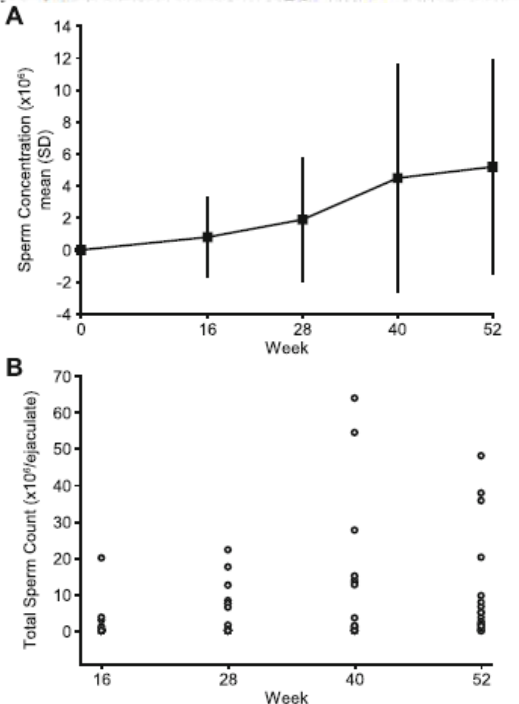 A
Sperm Concentration (x10⁶)
mean (SD)
14
12
10
8
6
4
2
0
-2
-4
0 16 28 40 52
Week
B
Total Sperm Count (x10⁶/ejaculate)
70
60
50
40
30
20
10
0
16 28 40 52
Week